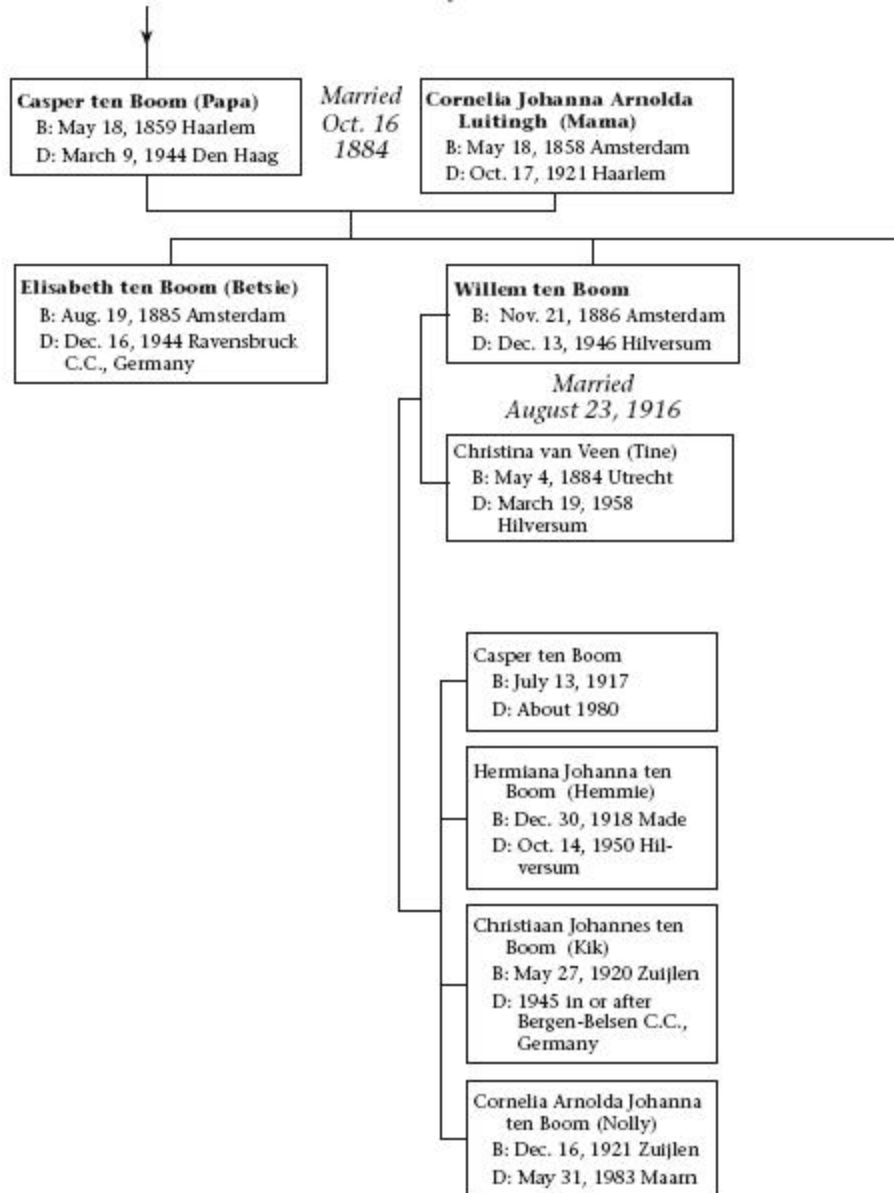 Casper ten Boom (Papa)
B: May 18, 1859 Haarlem
D: March 9, 1944 Den Haag
Married
Oct. 16
1884
Cornelia Johanna Arnolda
Luitingh (Mama)
B: May 18, 1858 Amsterdam
D: Oct. 17, 1921 Haarlem
Elisabeth ten Boom (Betsie)
B: Aug. 19, 1885 Amsterdam
D: Dec. 16, 1944 Ravensbruck
C.C., Germany
Willem ten Boom
B: Nov. 21, 1886 Amsterdam
D: Dec. 13, 1946 Hilversum
Married
August 23, 1916
Christina van Veen (Tine)
B: May 4, 1884 Utrecht
D: March 19, 1958
Hilversum
Casper ten Boom
B: July 13, 1917
D: About 1980
Hermiana Johanna ten
Boom (Hemmie)
B: Dec. 30, 1918 Made
D: Oct. 14, 1950 Hil-
versum
Christiaan Johannes ten
Boom (Kik)
B: May 27, 1920 Zuijlen
D: 1945 in or after
Bergen-Belsen C.C.,
Germany
Cornelia Arnolda Johanna
ten Boom (Nolly)
B: Dec. 16, 1921 Zuijlen
D: May 31, 1983 Maarn